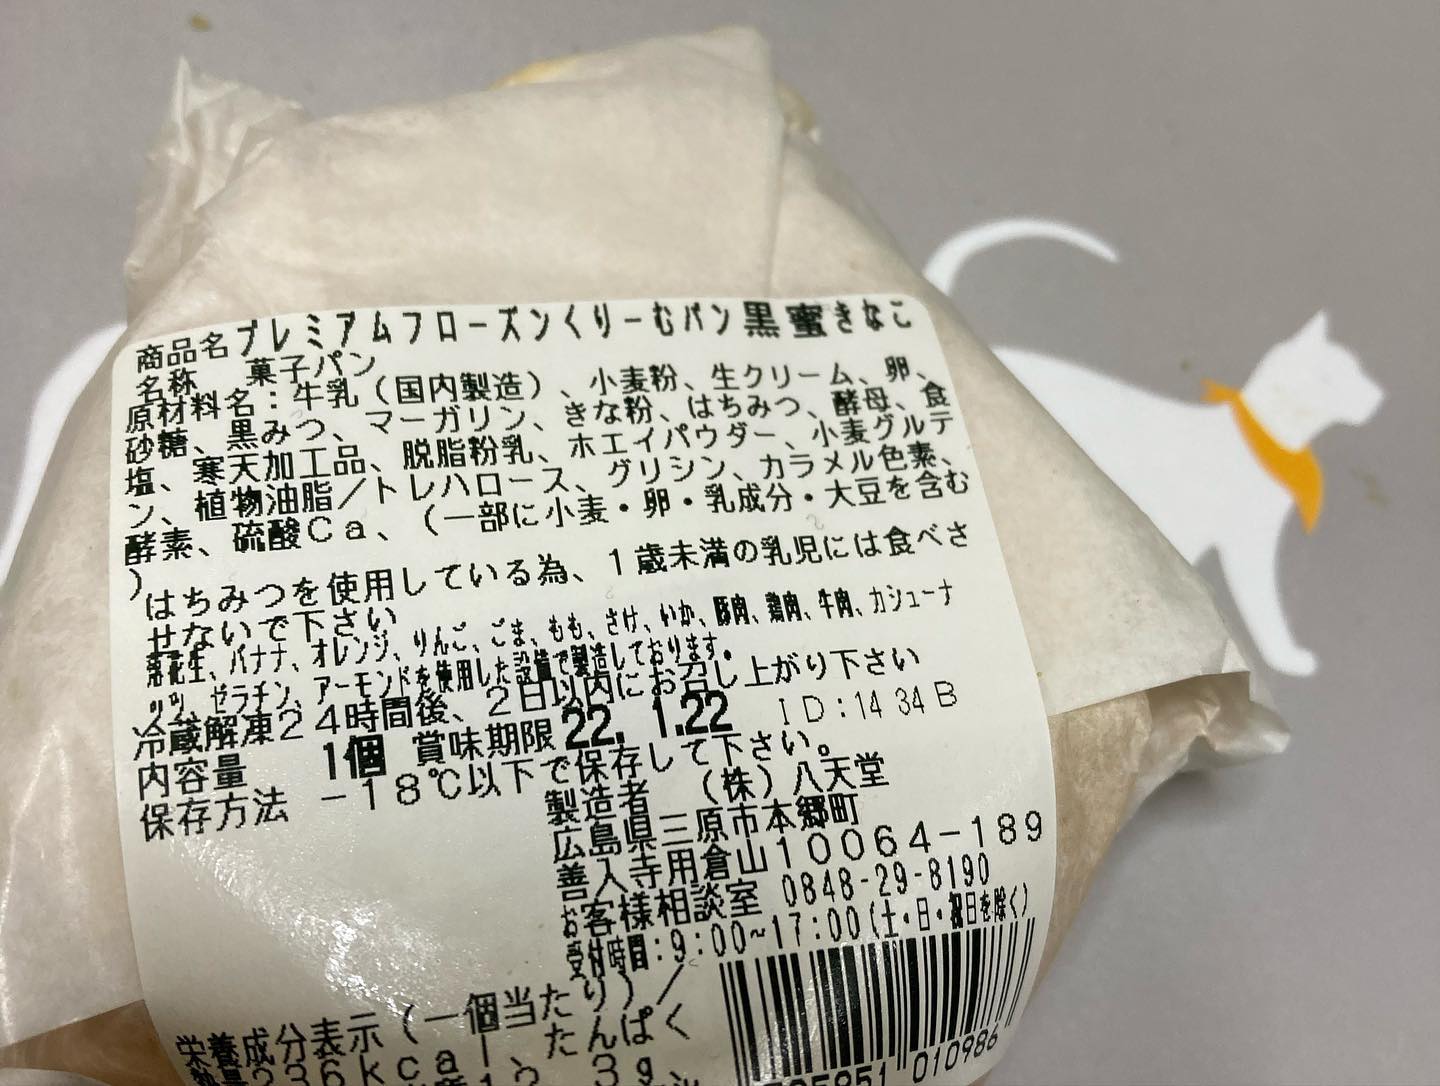 商品名 プレミアムフローズンくりーむパン黒蜜きなこ
名称 菓子パン
原材料名：牛乳（国内製造）、小麦粉、生クリーム、卵、
砂糖、黒みつ、マーガリン、きな粉、はちみつ、酵母、食
塩、寒天加工品、脱脂粉乳、ホエイパウダー、小麦グルテ
ン、植物油脂／トレハロース、グリシン、カラメル色素、
酵素、硫酸Ca、（一部に小麦・卵・乳成分・大豆を含む
）
はちみつを使用している為、1歳未満の乳児には食べさ
せないで下さい
落花生、バナナ、オレンジ、りんご、ごま、もも、さけ、いか、豚肉、鶏肉、牛肉、カシューナ
ッツ、ゼラチン、アーモンドを使用した設備で製造しております。
冷蔵解凍24時間後、2日以内にお召し上がり下さい
内容量 1個 賞味期限 22. 1.22 ID:14 34 B
保存方法 －18℃以下で保存して下さい。
製造者 （株）八天堂
広島県三原市本郷町
善入寺用倉山10064－189
お客様相談室 0848-29-8190
受付時間:9:00~17:00(土・日・祝日を除く)
栄養成分表示（一個当たり）／
熱量236kcal、たんぱく
3g
010986